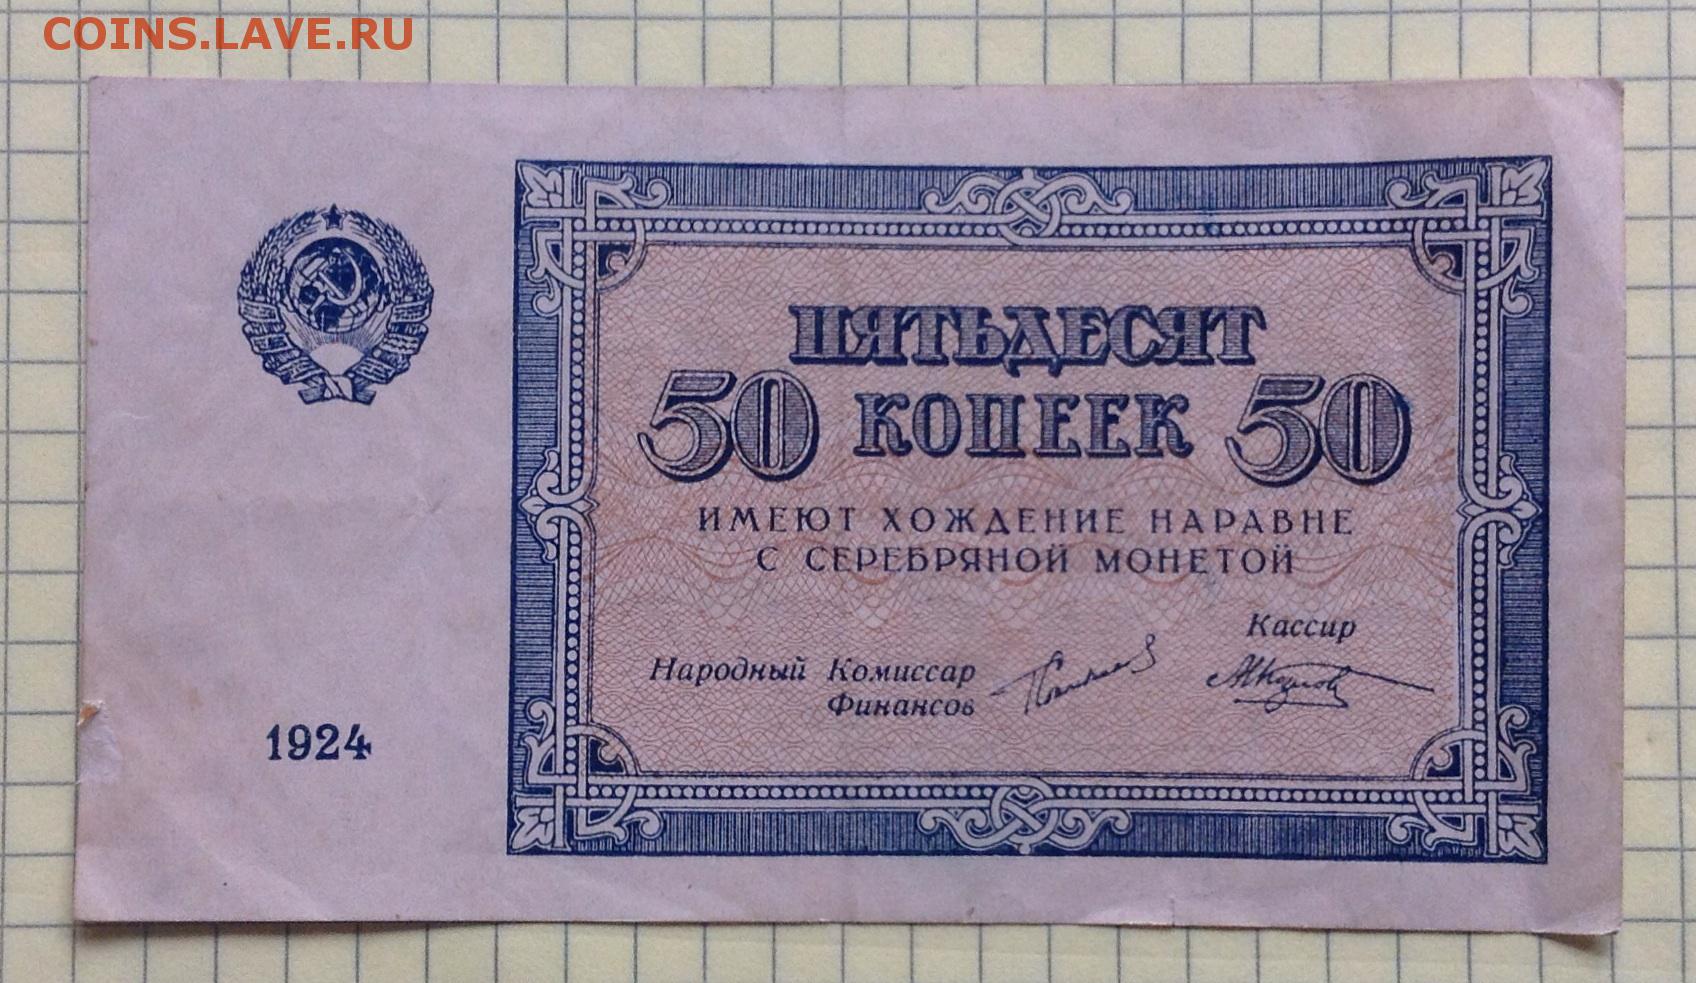 COINS.LAVE.RU
ПЯТЬДЕСЯТ
50 КОПЕЕК 50
ИМЕЮТ ХОЖДЕНИЕ НАРАВНЕ
С СЕРЕБРЯНОЙ МОНЕТОЙ
Кассир
Народный Комиссар
Финансов
1924